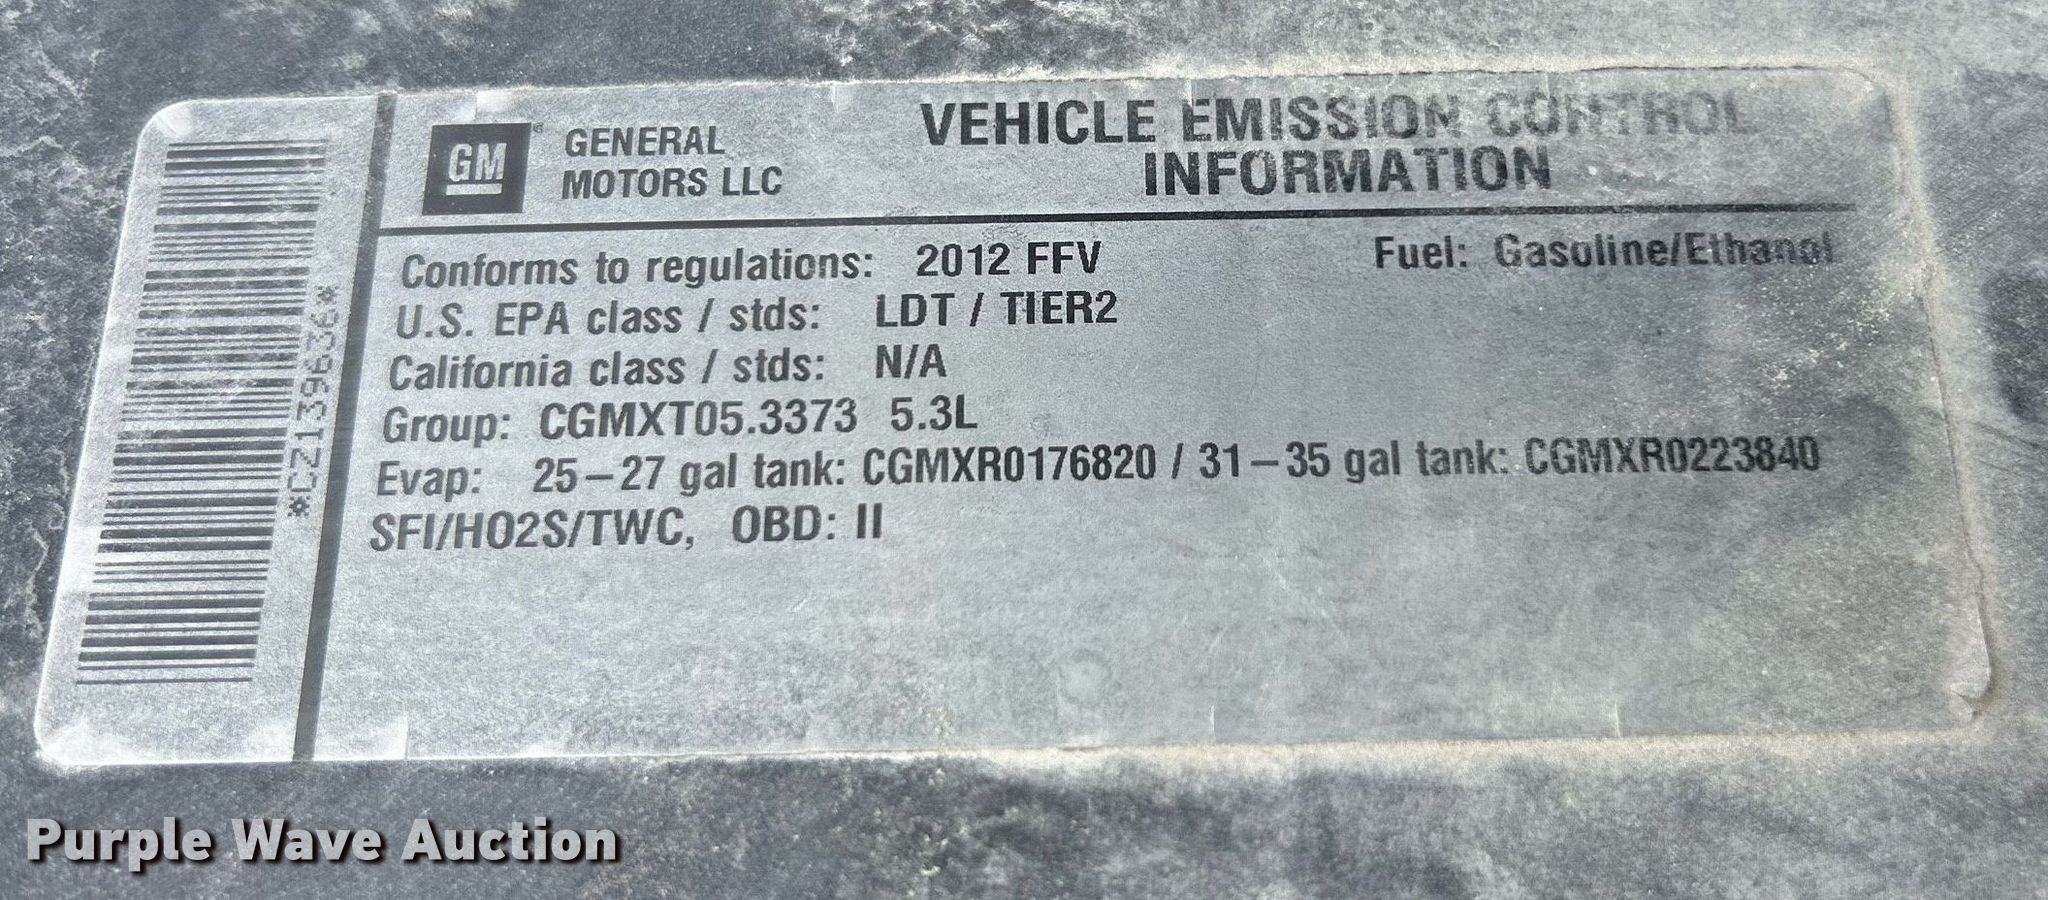 GM
GENERAL
MOTORS LLC
VEHICLE EMISSION CONTROL
INFORMATION
Conforms to regulations: 2012 FFV
Fuel: Gasoline/Ethanol
U.S. EPA class / stds: LDT / TIER2
California class / stds: N/A
Group: CGMXT05.3373 5.3L
Evap: 25–27 gal tank: CGMXR0176820 / 31–35 gal tank: CGMXR0223840
SFI/HO2S/TWC, OBD: II
*CZ139636*
Purple Wave Auction